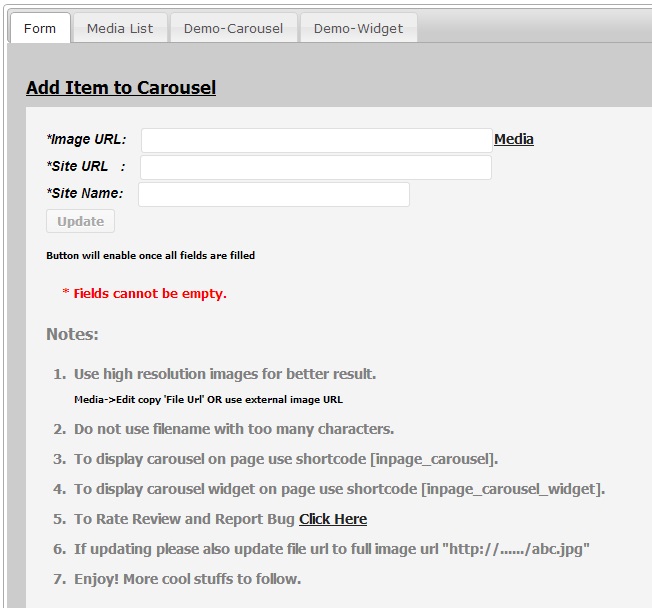 Form Media List Demo-Carousel Demo-Widget
Add Item to Carousel
*Image URL: Media
*Site URL :
*Site Name:
Update
Button will enable once all fields are filled
* Fields cannot be empty.
Notes:
1. Use high resolution images for better result.
Media->Edit copy 'File Url' OR use external image URL
2. Do not use filename with too many characters.
3. To display carousel on page use shortcode [inpage_carousel].
4. To display carousel widget on page use shortcode [inpage_carousel_widget].
5. To Rate Review and Report Bug Click Here
6. If updating please also update file url to full image url "http://....../abc.jpg"
7. Enjoy! More cool stuffs to follow.